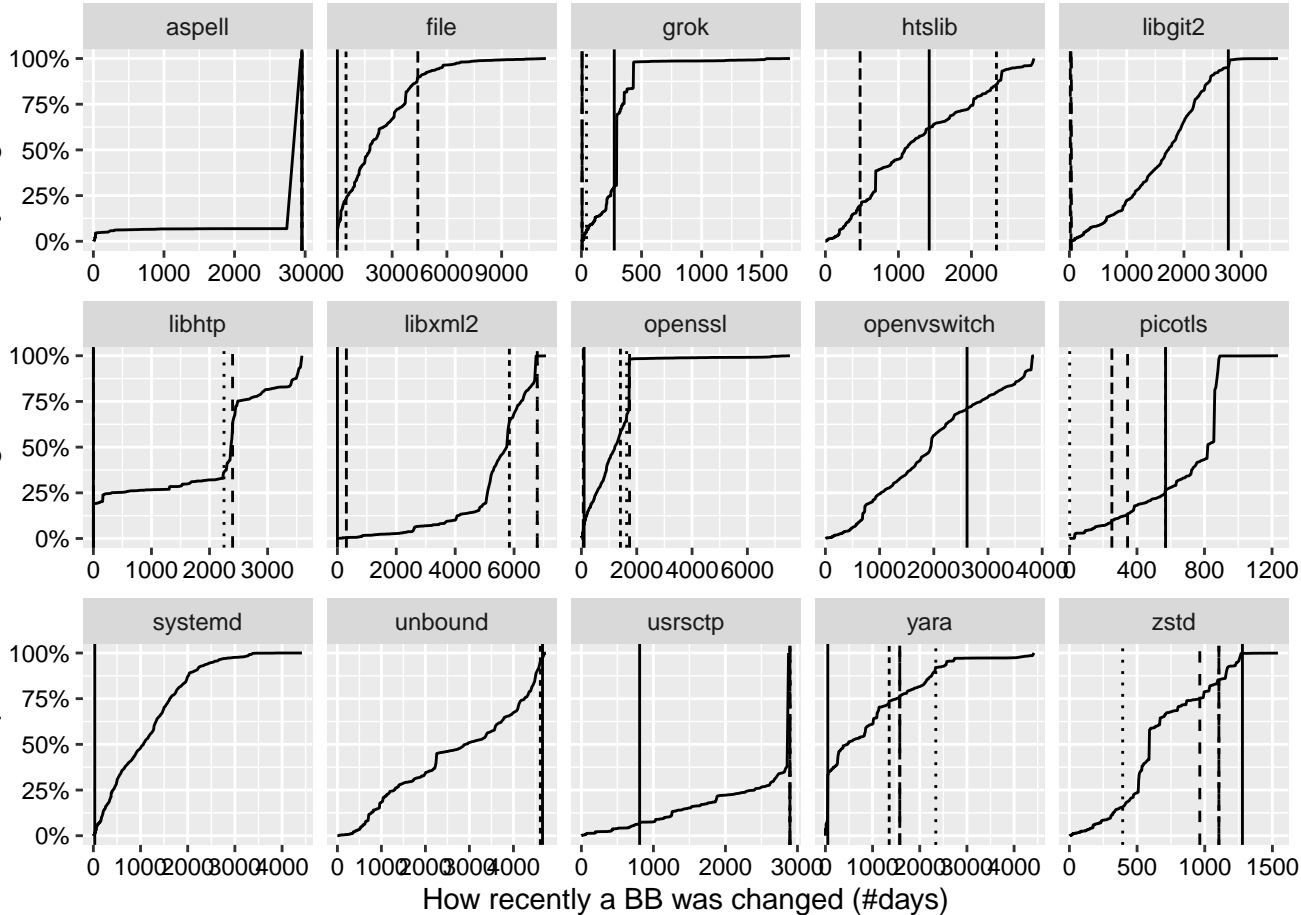 aspell file grok htslib libgit2
100%
75%
50%
25%
0%
0 1000 2000 3000 0 3000 6000 9000 0 500 1000 1500 0 1000 2000 0 1000 2000 3000
libhtp libxml2 openssl openvswitch picotls
100%
75%
50%
25%
0%
0 1000 2000 3000 0 2000 4000 6000 0 2000 4000 6000 0 1000 2000 3000 4000 0 400 800 1200
systemd unbound usrsctp yara zstd
100%
75%
50%
25%
0%
0 1000 2000 3000 4000 0 1000 2000 3000 4000 0 1000 2000 3000 0 1000 2000 3000 4000 0 500 1000 1500
How recently a BB was changed (#days)